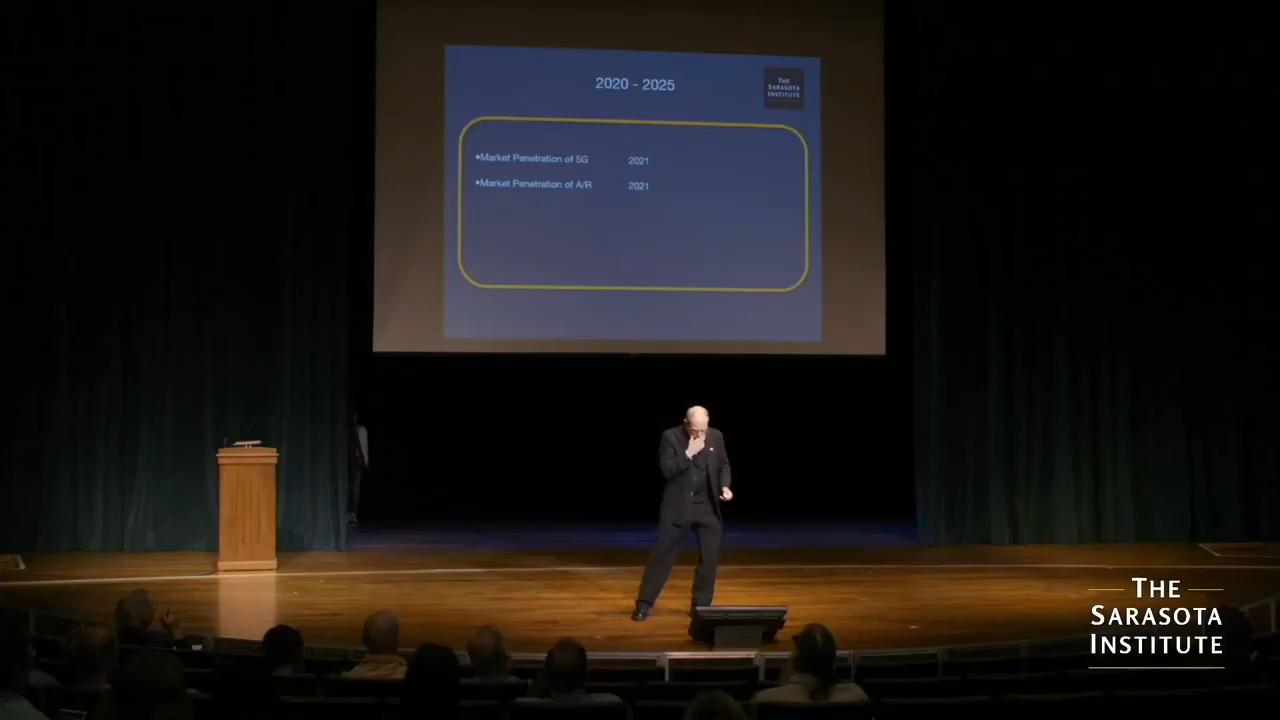 2020 - 2025
THE
SARASOTA
INSTITUTE
•Market Penetration of 5G 2021
•Market Penetration of A/R 2021
THE
SARASOTA
INSTITUTE